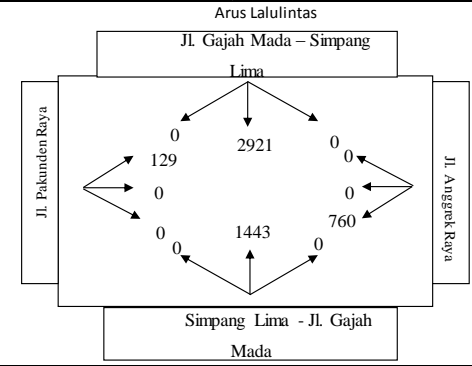 Arus Lalulintas
Jl. Gajah Mada – Simpang
Lima
Jl. Pakunden Raya
0
129
0
0
0
2921
1443
0
0
0
760
0
Jl. Anggrek Raya
Simpang Lima - Jl. Gajah
Mada